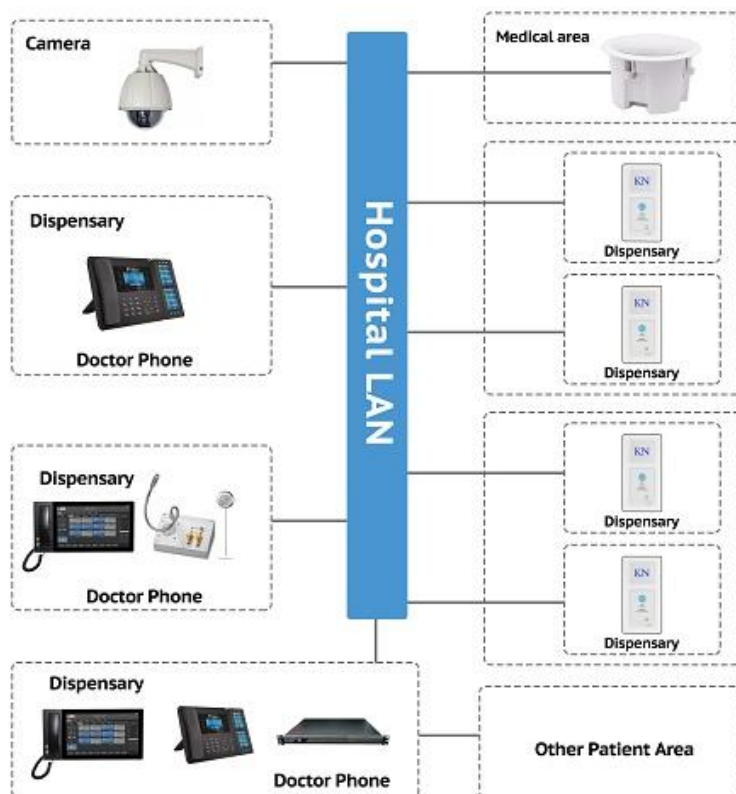 Camera
Medical area
Hospital LAN
KN
Dispensary
Dispensary
Doctor Phone
KN
Dispensary
Dispensary
Doctor Phone
KN
Dispensary
KN
Dispensary
Dispensary
Doctor Phone
Other Patient Area